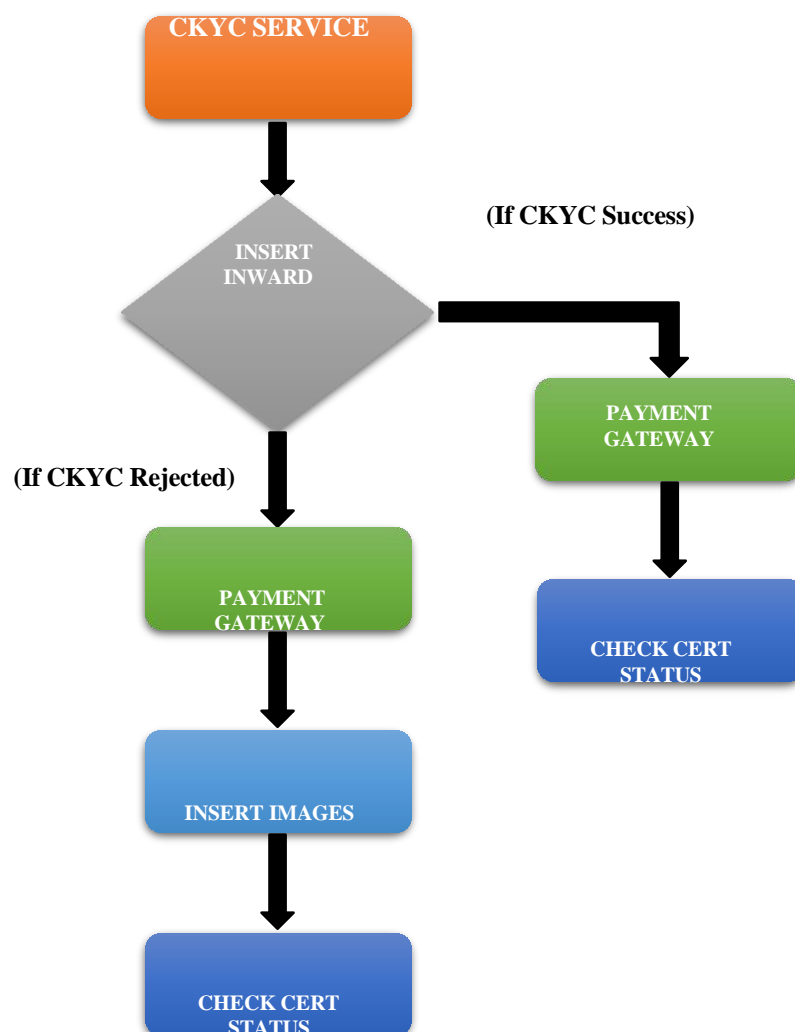 CKYC SERVICE
(If CKYC Success)
INSERT
INWARD
PAYMENT
GATEWAY
(If CKYC Rejected)
PAYMENT
GATEWAY
CHECK CERT
STATUS
INSERT IMAGES
CHECK CERT
STATUS